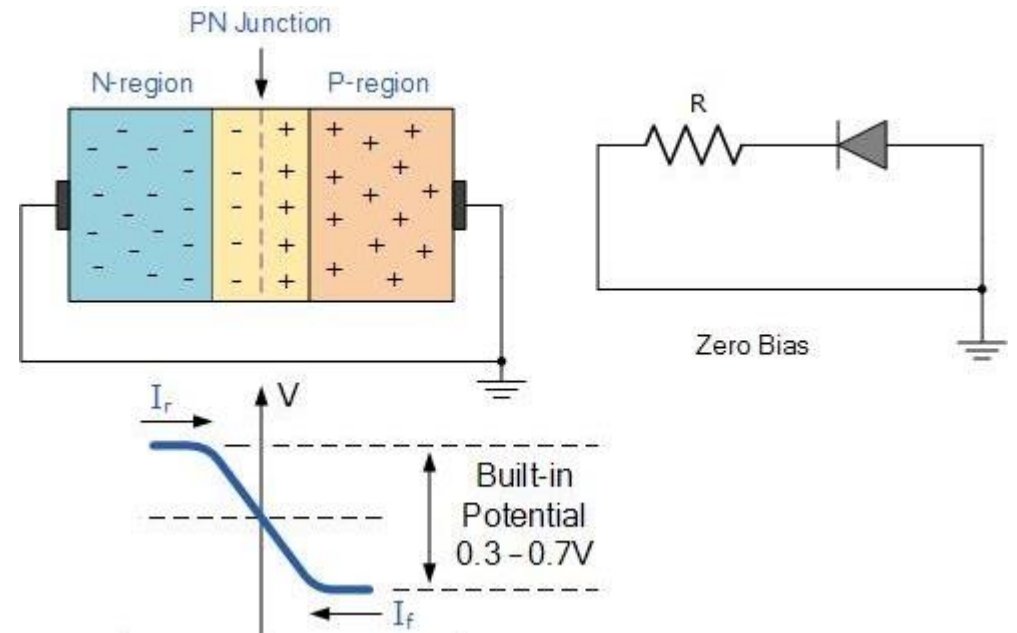 PN Junction
N-region
P-region
R
Zero Bias
Ir
V
Built-in
Potential
0.3 – 0.7V
If